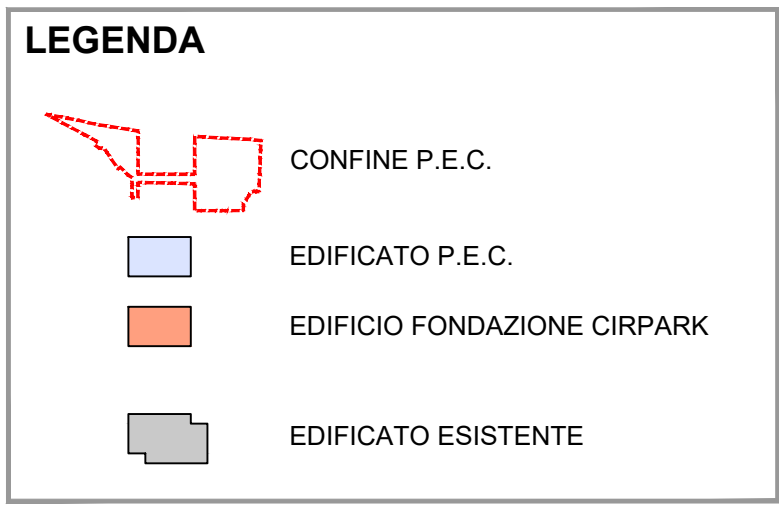 LEGENDA
CONFINE P.E.C.
EDIFICATO P.E.C.
EDIFICIO FONDAZIONE CIRPARK
EDIFICATO ESISTENTE